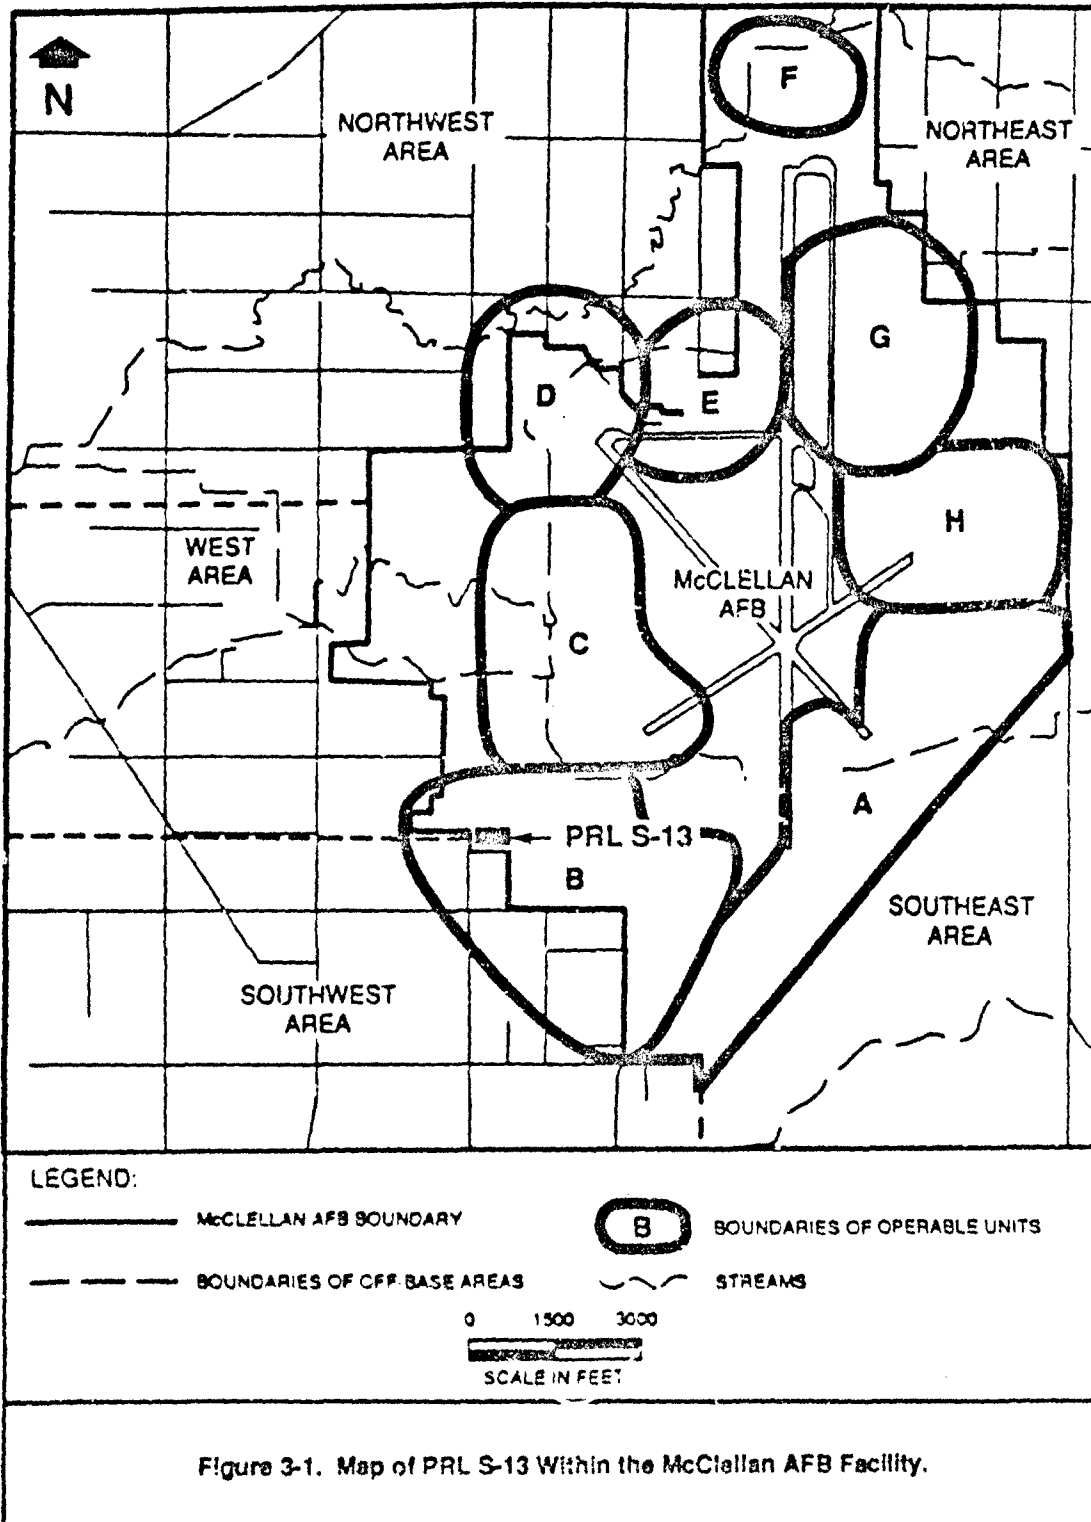 N
NORTHWEST
AREA
F
NORTHEAST
AREA
G
D
E
H
WEST
AREA
McCLELLAN
AFB
C
A
PRL S-13
B
SOUTHEAST
AREA
SOUTHWEST
AREA
LEGEND:
McCLELLAN AFB BOUNDARY
B
BOUNDARIES OF OPERABLE UNITS
BOUNDARIES OF OFF-BASE AREAS
STREAMS
0 1500 3000
SCALE IN FEET
Figure 3-1. Map of PRL S-13 Within the McClellan AFB Facility.